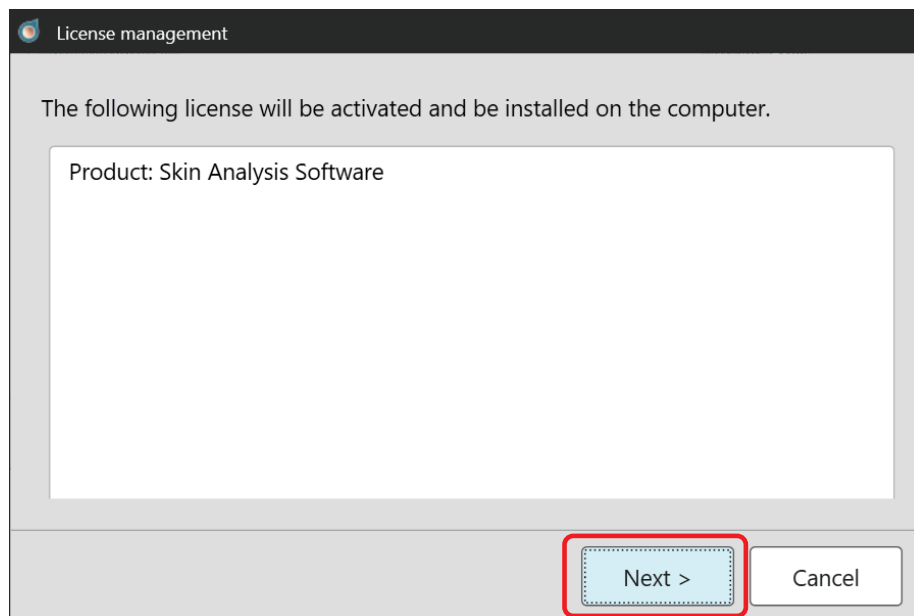 License management
The following license will be activated and be installed on the computer.
Product: Skin Analysis Software
Next >
Cancel